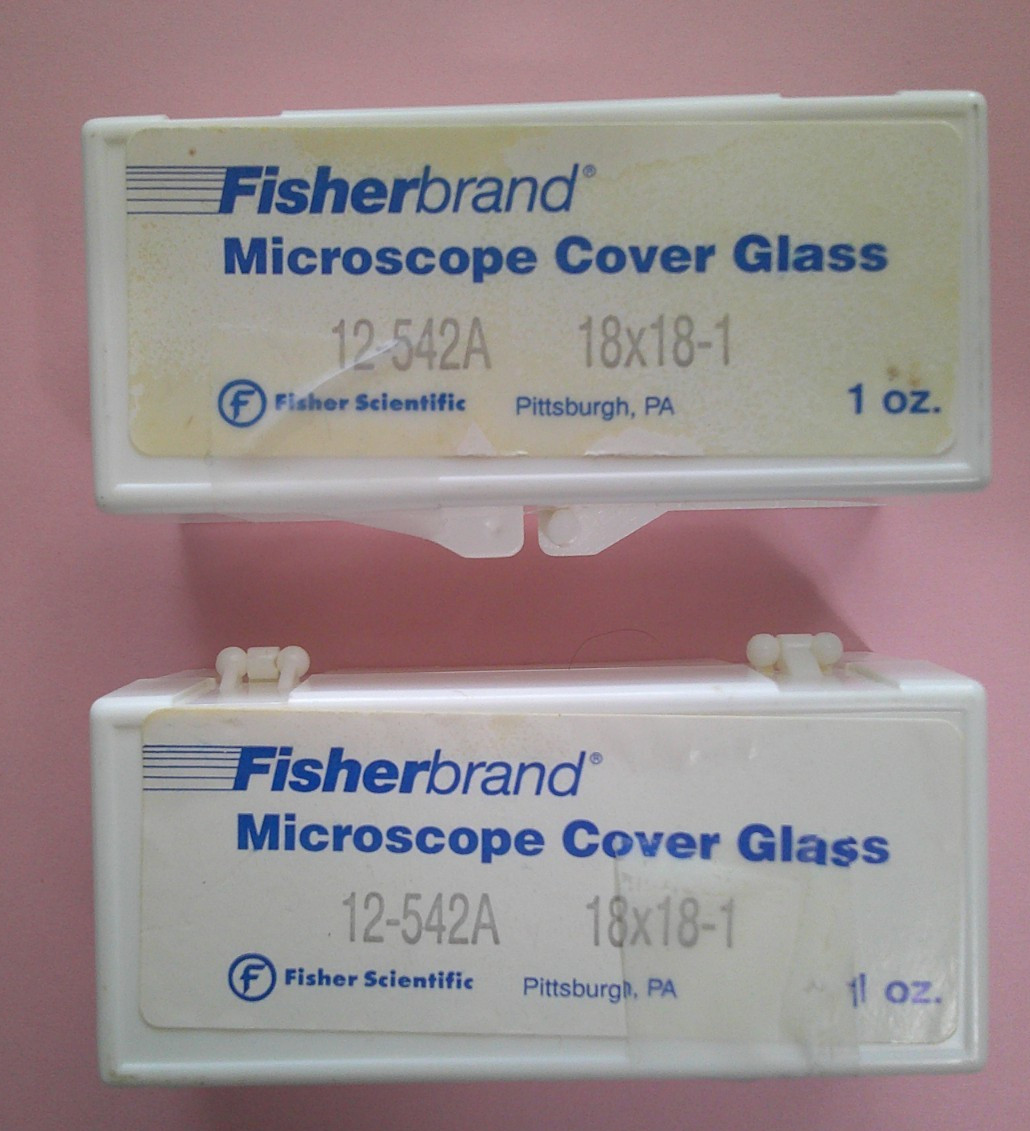 Fisherbrand®
Microscope Cover Glass
12-542A 18x18-1
F Fisher Scientific Pittsburgh, PA 1 oz.
Fisherbrand®
Microscope Cover Glass
12-542A 18x18-1
F Fisher Scientific Pittsburgh, PA 1 oz.